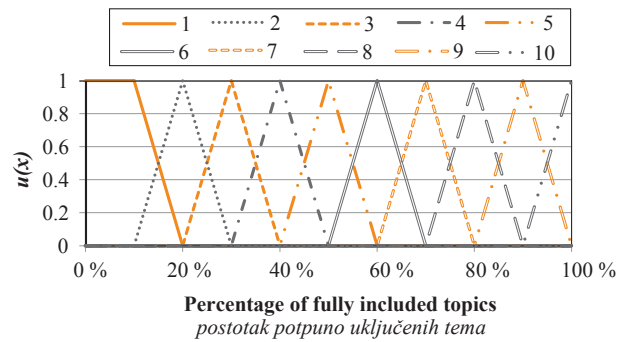 1 2 3 4 5
6 7 8 9 10
1
0.8
0.6
0.4
0.2
0
u(x)
0 % 20 % 40 % 60 % 80 % 100 %
Percentage of fully included topics
postotak potpuno uključenih tema